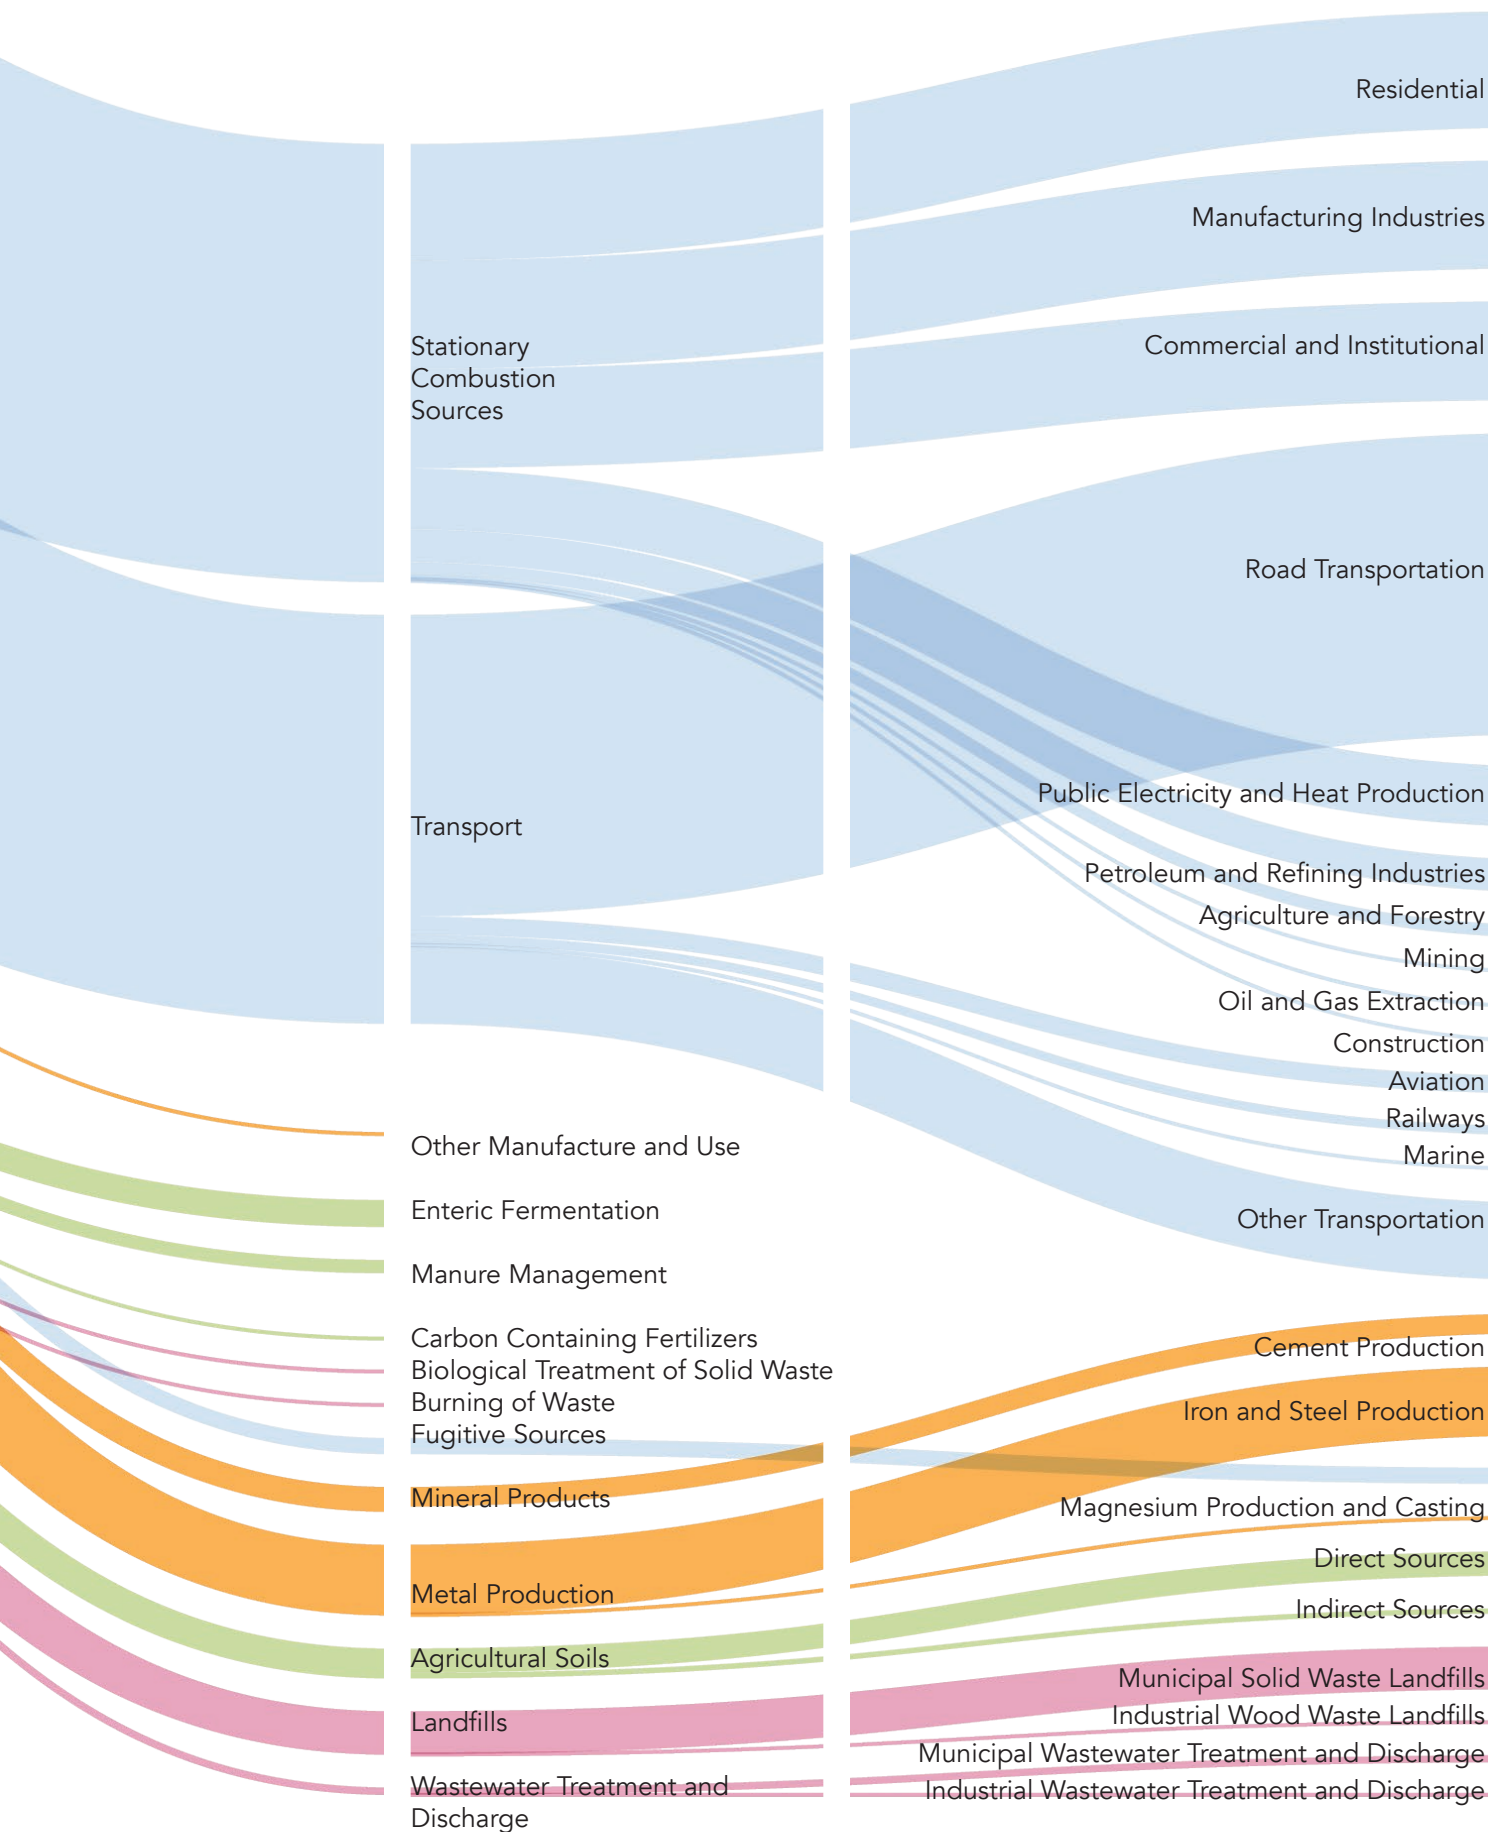 Residential
Manufacturing Industries
Commercial and Institutional
Stationary
Combustion
Sources
Road Transportation
Public Electricity and Heat Production
Transport
Petroleum and Refining Industries
Agriculture and Forestry
Mining
Oil and Gas Extraction
Construction
Aviation
Railways
Marine
Other Manufacture and Use
Enteric Fermentation
Other Transportation
Manure Management
Carbon Containing Fertilizers
Cement Production
Biological Treatment of Solid Waste
Burning of Waste
Iron and Steel Production
Fugitive Sources
Mineral Products
Magnesium Production and Casting
Direct Sources
Metal Production
Indirect Sources
Agricultural Soils
Municipal Solid Waste Landfills
Industrial Wood Waste Landfills
Landfills
Municipal Wastewater Treatment and Discharge
Wastewater Treatment and
Discharge
Industrial Wastewater Treatment and Discharge